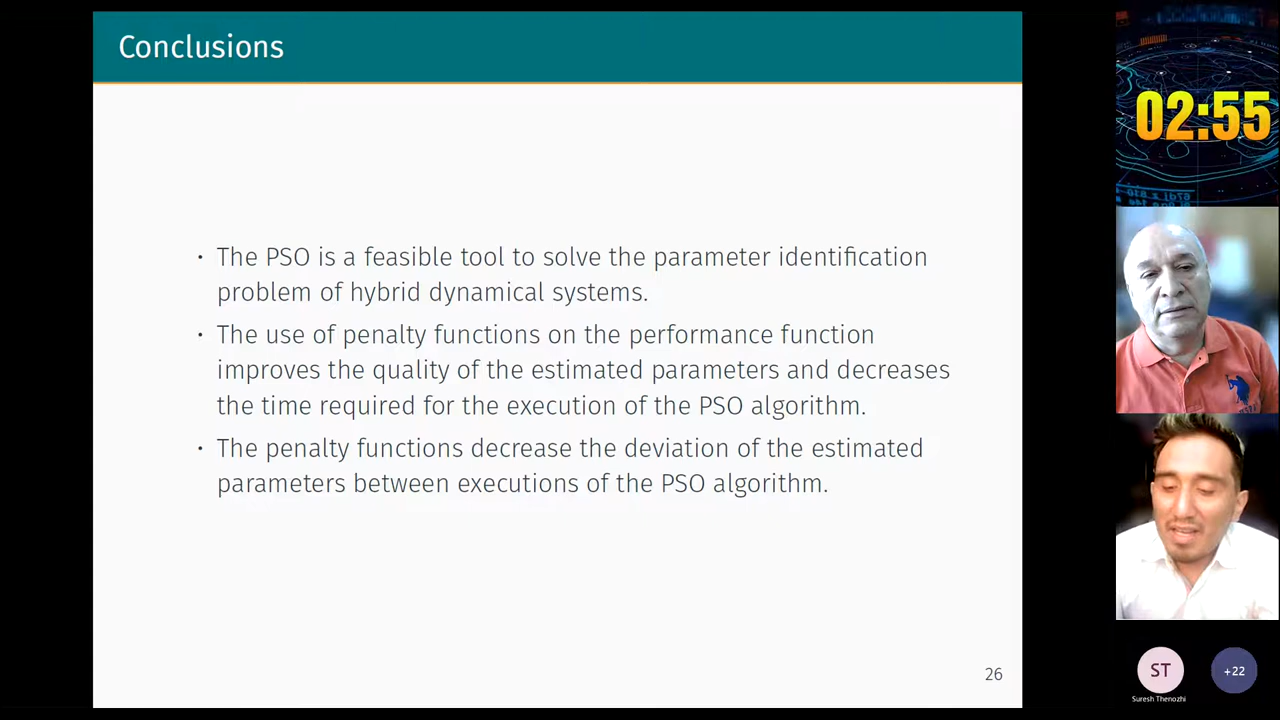 Conclusions
· The PSO is a feasible tool to solve the parameter identification
problem of hybrid dynamical systems.
· The use of penalty functions on the performance function
improves the quality of the estimated parameters and decreases
the time required for the execution of the PSO algorithm.
· The penalty functions decrease the deviation of the estimated
parameters between executions of the PSO algorithm.
26
02:55
ST
+22
Suresh Thenozhi